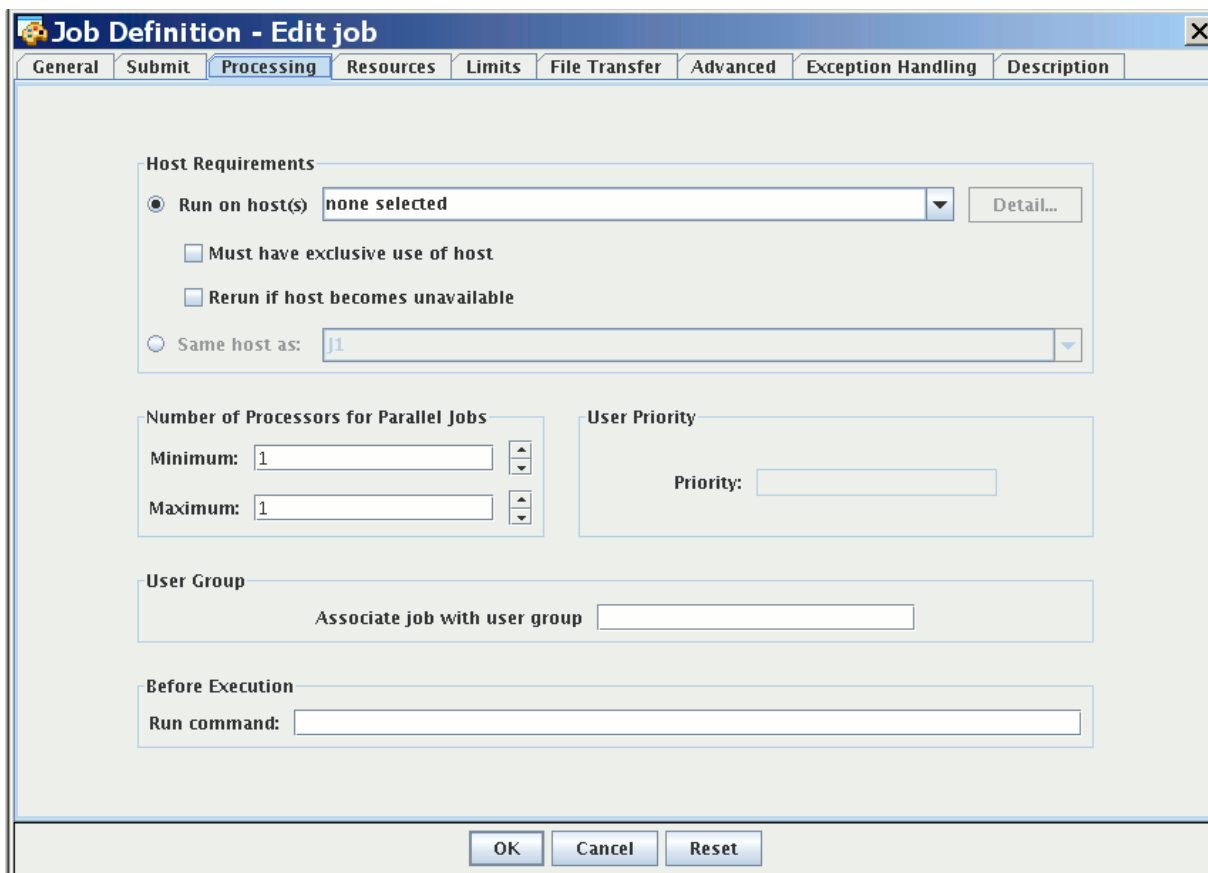 Job Definition - Edit job
General Submit Processing Resources Limits File Transfer Advanced Exception Handling Description
Host Requirements
Run on host(s) none selected Detail...
Must have exclusive use of host
Rerun if host becomes unavailable
Same host as: J1
Number of Processors for Parallel Jobs
Minimum: 1
Maximum: 1
User Priority
Priority:
User Group
Associate job with user group
Before Execution
Run command:
OK Cancel Reset